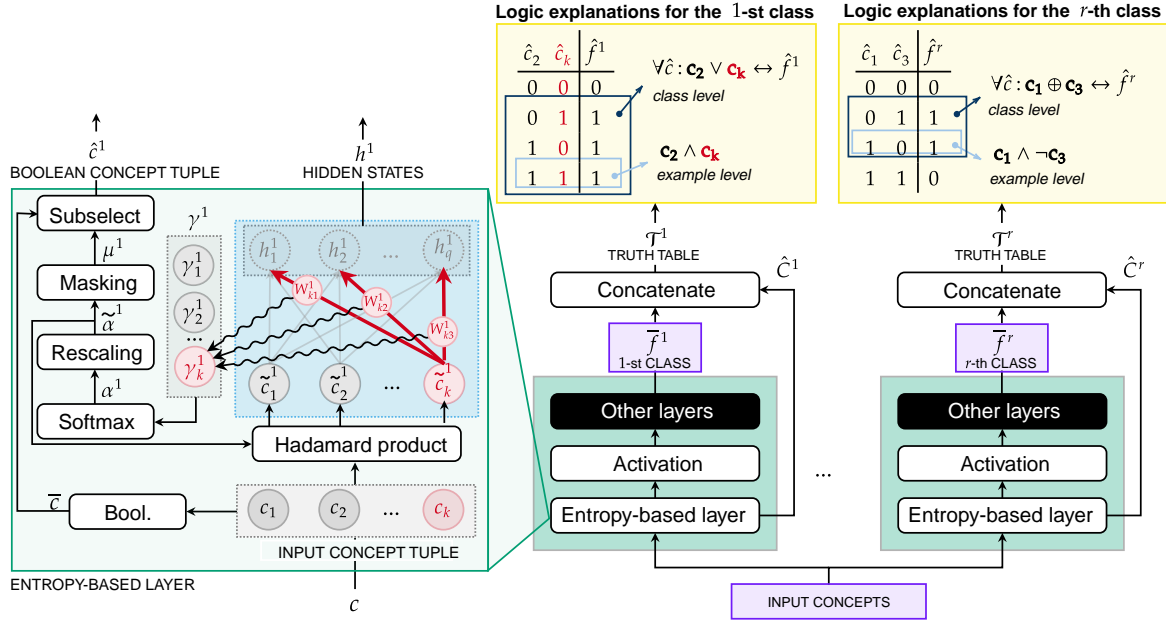 Logic explanations for the 1-st class
ĉ₂ ĉₖ f̂¹
0 0 0
0 1 1
1 0 1
1 1 1
∀ĉ : c₂ ∨ cₖ ↔ f̂¹
class level
c₂ ∧ cₖ
example level
Logic explanations for the r-th class
ĉ₁ ĉ₃ f̂ʳ
0 0 0
0 1 1
1 0 1
1 1 0
∀ĉ : c₁ ⊕ c₃ ↔ f̂ʳ
class level
c₁ ∧ ¬c₃
example level
ĉ¹
BOOLEAN CONCEPT TUPLE
h¹
HIDDEN STATES
Subselect
μ¹
Masking
α̃¹
Rescaling
α¹
Softmax
γ¹
γ₁¹
γ₂¹
...
γₖ¹
h₁¹ h₂¹ ... h_q¹
W¹ₖ₁ W¹ₖ₂ W¹ₖ₃
c̃₁¹ c̃₂¹ ... c̃ₖ¹
Hadamard product
c̄
Bool.
c₁ c₂ ... cₖ
INPUT CONCEPT TUPLE
ENTROPY-BASED LAYER
c
𝒯¹
TRUTH TABLE
Ĉ¹
Concatenate
f̄¹
1-st CLASS
Other layers
Activation
Entropy-based layer
...
𝒯ʳ
TRUTH TABLE
Ĉʳ
Concatenate
f̄ʳ
r-th CLASS
Other layers
Activation
Entropy-based layer
INPUT CONCEPTS